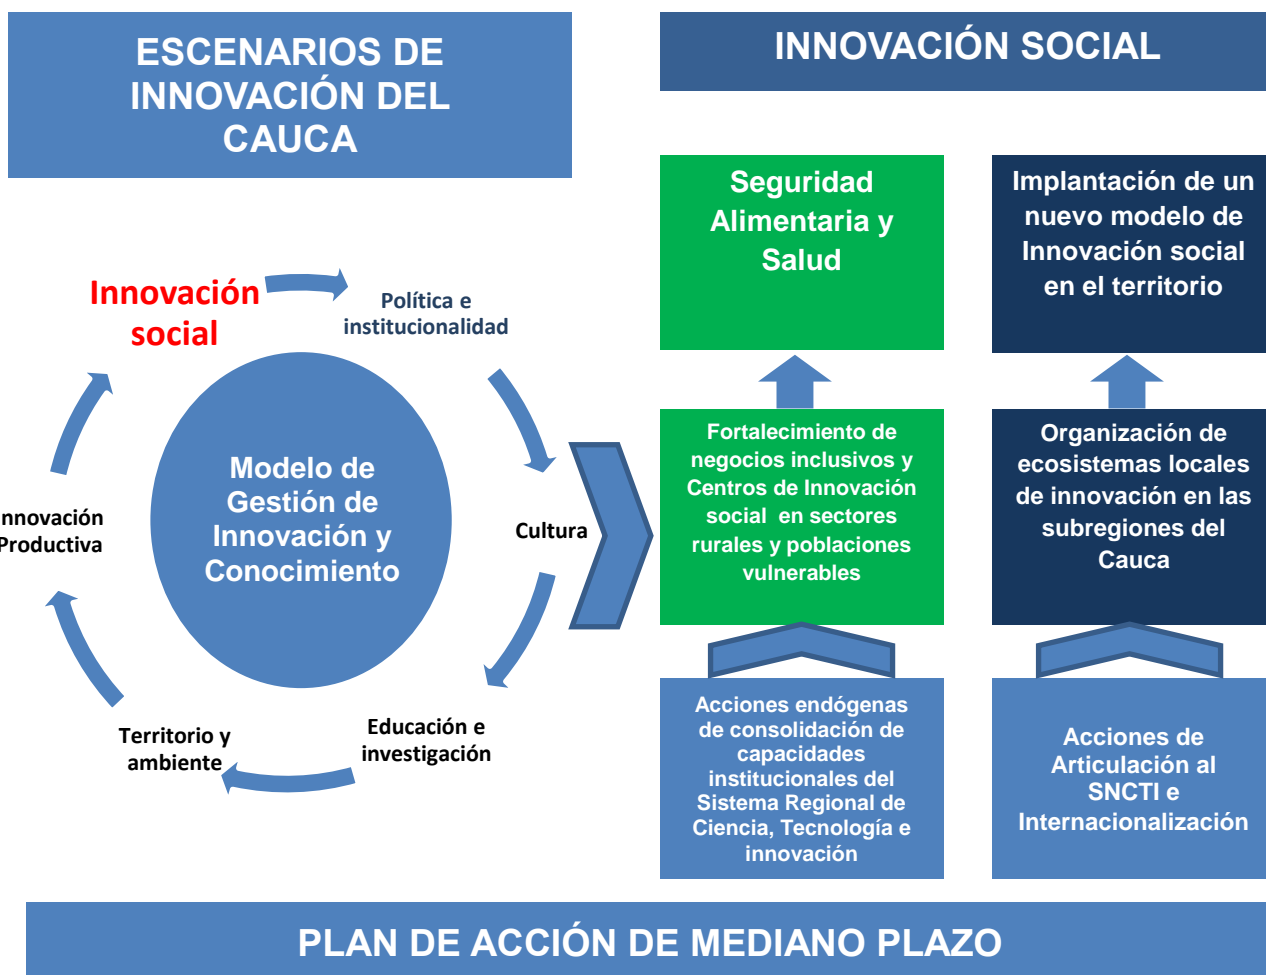 ESCENARIOS DE
INNOVACIÓN DEL
CAUCA
INNOVACIÓN SOCIAL
Innovación
social
Política e
institucionalidad
Cultura
Educación e
investigación
Territorio y
ambiente
nnovación
Productiva
Modelo de
Gestión de
Innovación y
Conocimiento
Seguridad
Alimentaria y
Salud
Implantación de un
nuevo modelo de
Innovación social
en el territorio
Fortalecimiento de
negocios inclusivos y
Centros de Innovación
social en sectores
rurales y poblaciones
vulnerables
Organización de
ecosistemas locales
de innovación en las
subregiones del
Cauca
Acciones endógenas
de consolidación de
capacidades
institucionales del
Sistema Regional de
Ciencia, Tecnología e
innovación
Acciones de
Articulación al
SNCTI e
Internacionalización
PLAN DE ACCIÓN DE MEDIANO PLAZO